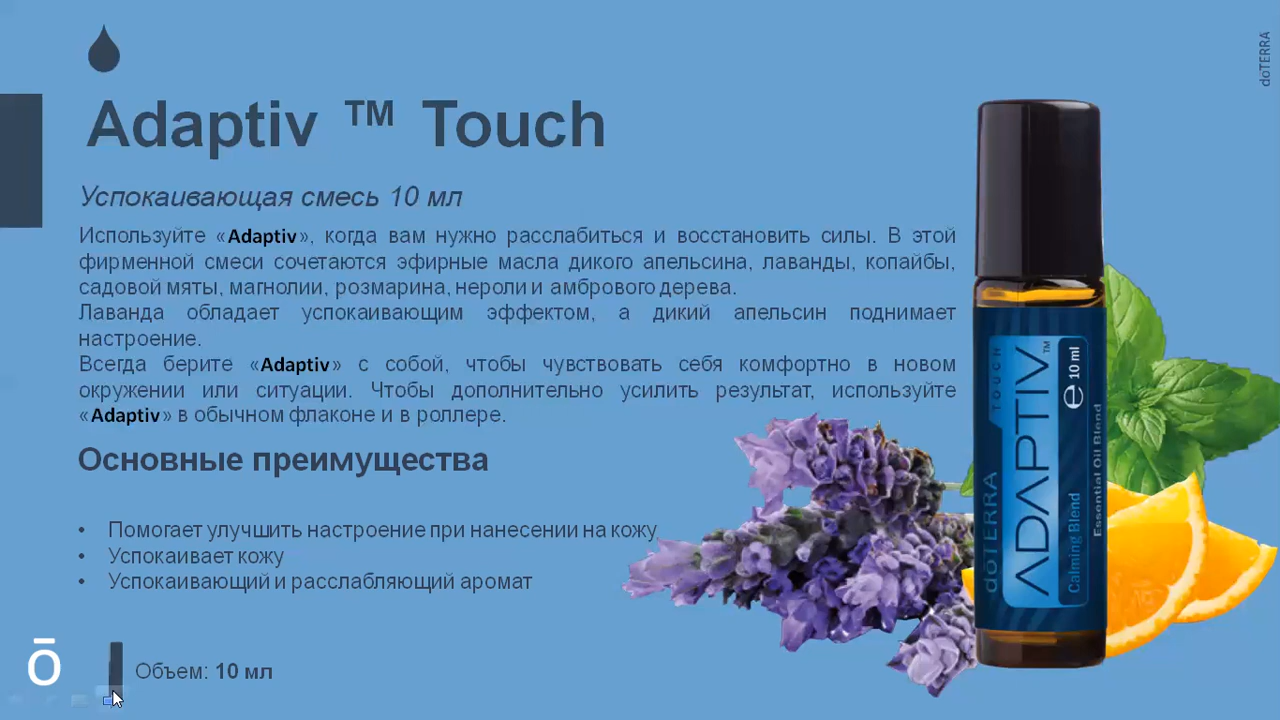 doTERRA
Adaptiv ™ Touch
Успокаивающая смесь 10 мл
Используйте «Adaptiv», когда вам нужно расслабиться и восстановить силы. В этой
фирменной смеси сочетаются эфирные масла дикого апельсина, лаванды, копайбы,
садовой мяты, магнолии, розмарина, нероли и амбрового дерева.
Лаванда обладает успокаивающим эффектом, а дикий апельсин поднимает
настроение.
Всегда берите «Adaptiv» с собой, чтобы чувствовать себя комфортно в новом
окружении или ситуации. Чтобы дополнительно усилить результат, используйте
«Adaptiv» в обычном флаконе и в роллере.
Основные преимущества
• Помогает улучшить настроение при нанесении на кожу
• Успокаивает кожу
• Успокаивающий и расслабляющий аромат
Объем: 10 мл
ō
doTERRA
TOUCH
ADAPTIV™
Calming Blend
e 10 ml
Essential Oil Blend